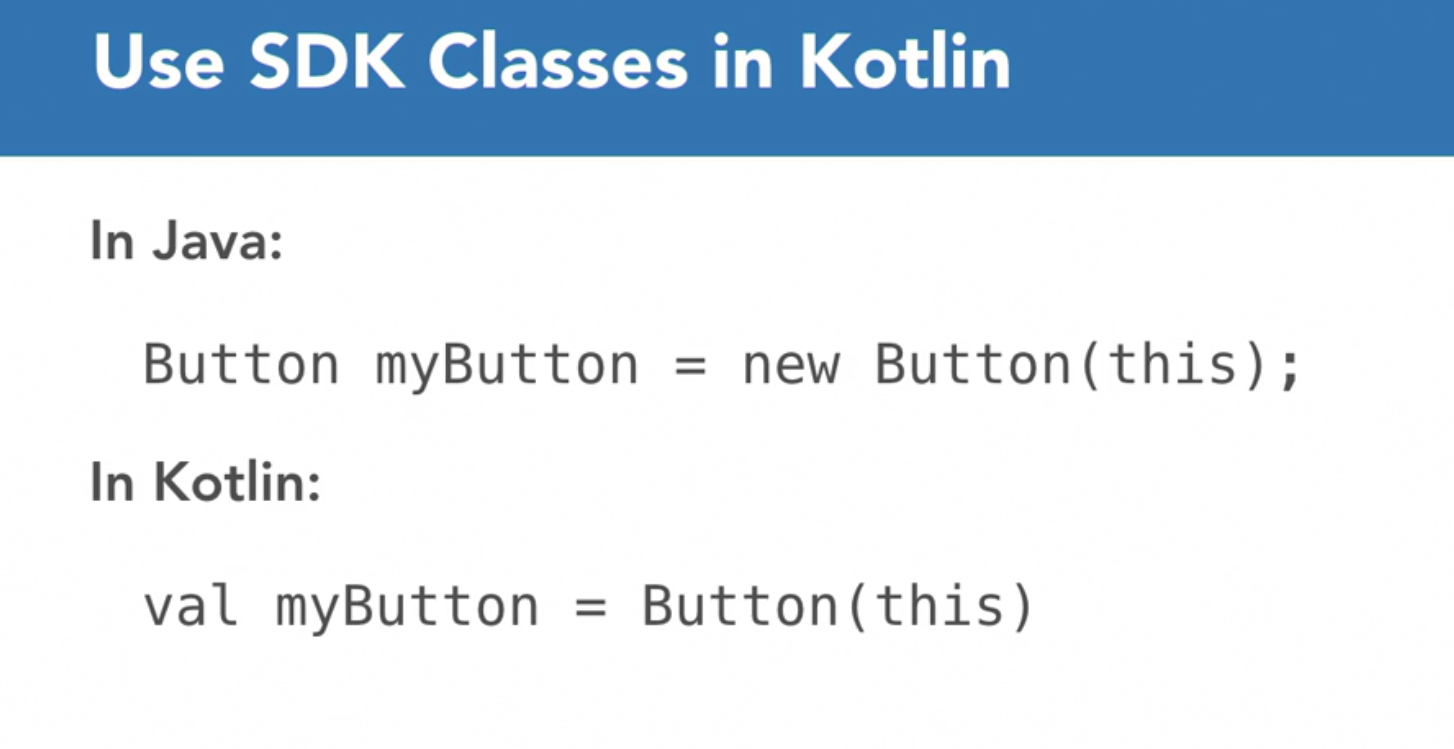 Use SDK Classes in Kotlin
In Java:
Button myButton = new Button(this);
In Kotlin:
val myButton = Button(this)